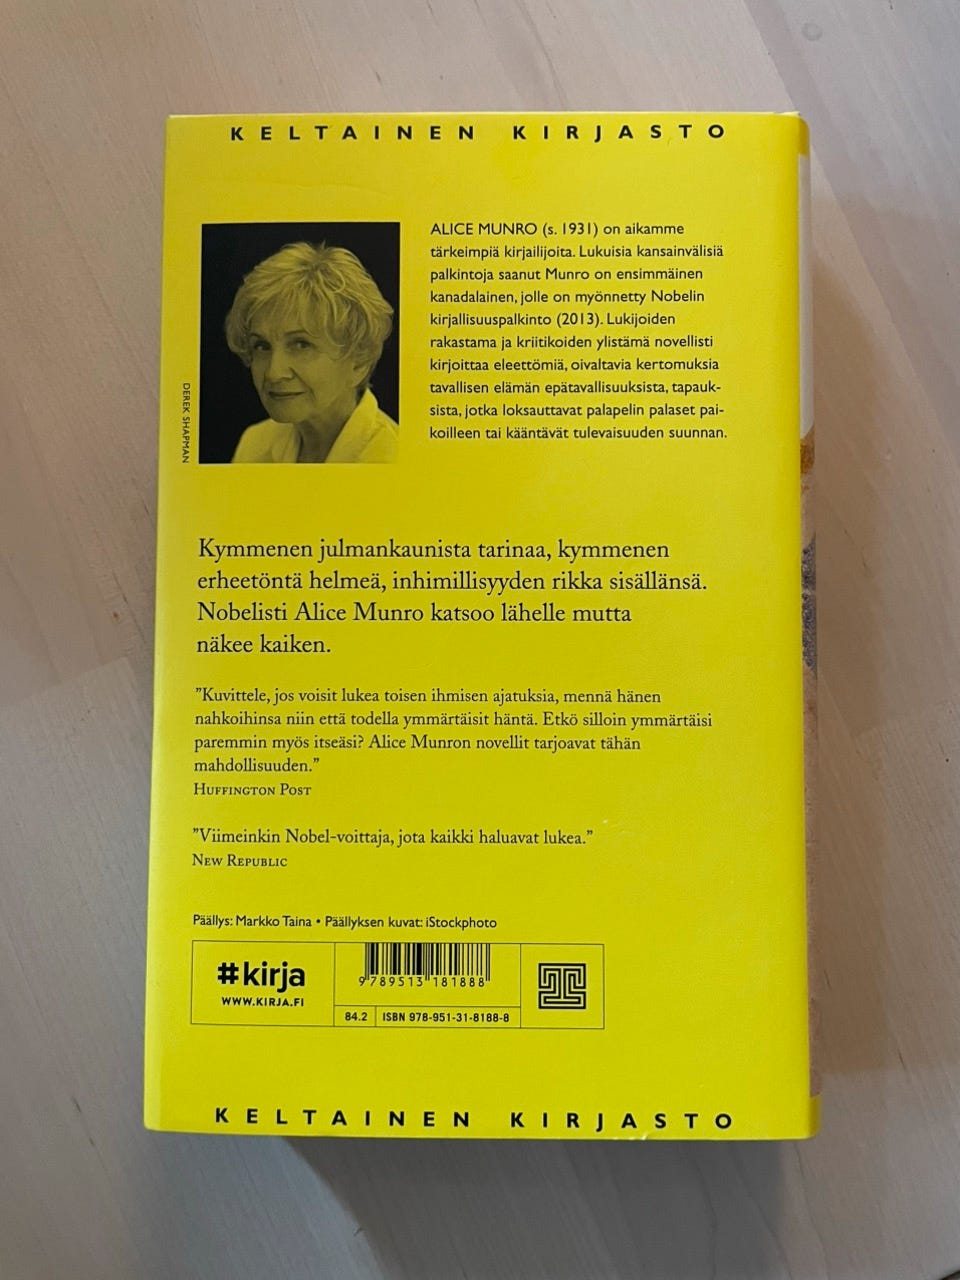 KELTAINEN KIRJASTO
ALICE MUNRO (s. 1931) on aikamme
tärkeimpiä kirjailijoita. Lukuisia kansainvälisiä
palkintoja saanut Munro on ensimmäinen
kanadalainen, jolle on myönnetty Nobelin
kirjallisuuspalkinto (2013). Lukijoiden
rakastama ja kriitikoiden ylistämä novellisti
kirjoittaa eleettömiä, oivaltavia kertomuksia
tavallisen elämän epätavallisuuksista, tapauk-
sista, jotka loksauttavat palapelin palaset pai-
koilleen tai kääntävät tulevaisuuden suunnan.
DEREK SHAPMAN
Kymmenen julmankaunista tarinaa, kymmenen
erheetöntä helmeä, inhimillisyyden rikka sisällänsä.
Nobelisti Alice Munro katsoo lähelle mutta
näkee kaiken.
”Kuvittele, jos voisit lukea toisen ihmisen ajatuksia, mennä hänen
nahkoihinsa niin että todella ymmärtäisit häntä. Etkö silloin ymmärtäisi
paremmin myös itseäsi? Alice Munron novellit tarjoavat tähän
mahdollisuuden.”
HUFFINGTON POST
”Viimeinkin Nobel-voittaja, jota kaikki haluavat lukea.”
NEW REPUBLIC
Päällys: Markko Taina • Päällyksen kuvat: iStockphoto
#kirja
WWW.KIRJA.FI
9 789513 181888
84.2 ISBN 978-951-31-8188-8
KELTAINEN KIRJASTO